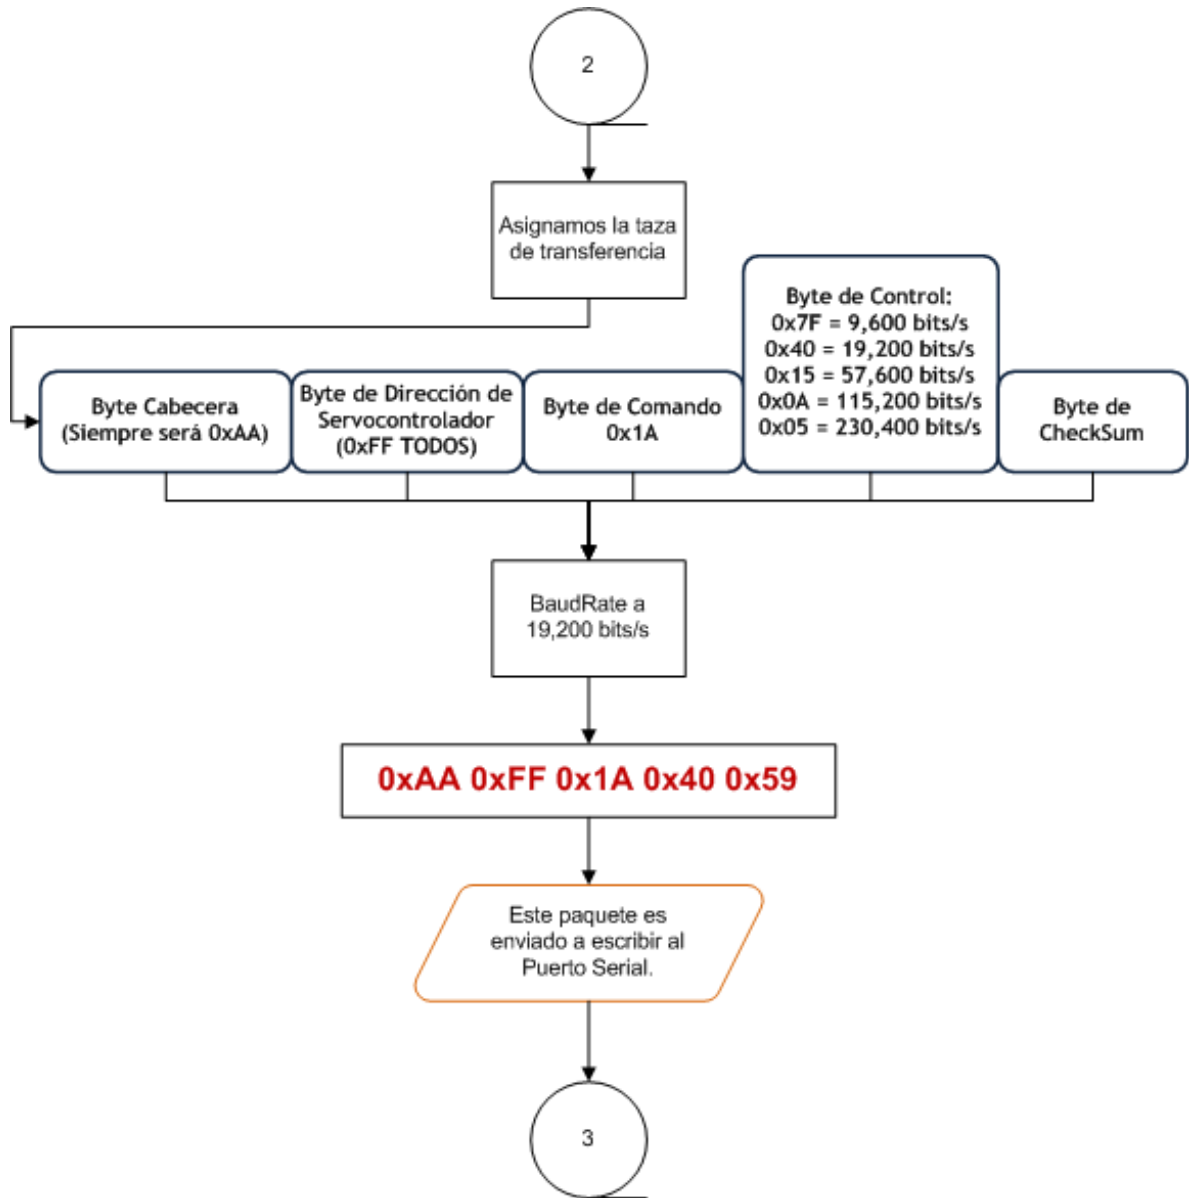 2
Asignamos la taza
de transferencia
Byte Cabecera
(Siempre será 0xAA)
Byte de Dirección de
Servocontrolador
(0xFF TODOS)
Byte de Comando
0x1A
Byte de Control:
0x7F = 9,600 bits/s
0x40 = 19,200 bits/s
0x15 = 57,600 bits/s
0x0A = 115,200 bits/s
0x05 = 230,400 bits/s
Byte de
CheckSum
BaudRate a
19,200 bits/s
0xAA 0xFF 0x1A 0x40 0x59
Este paquete es
enviado a escribir al
Puerto Serial.
3